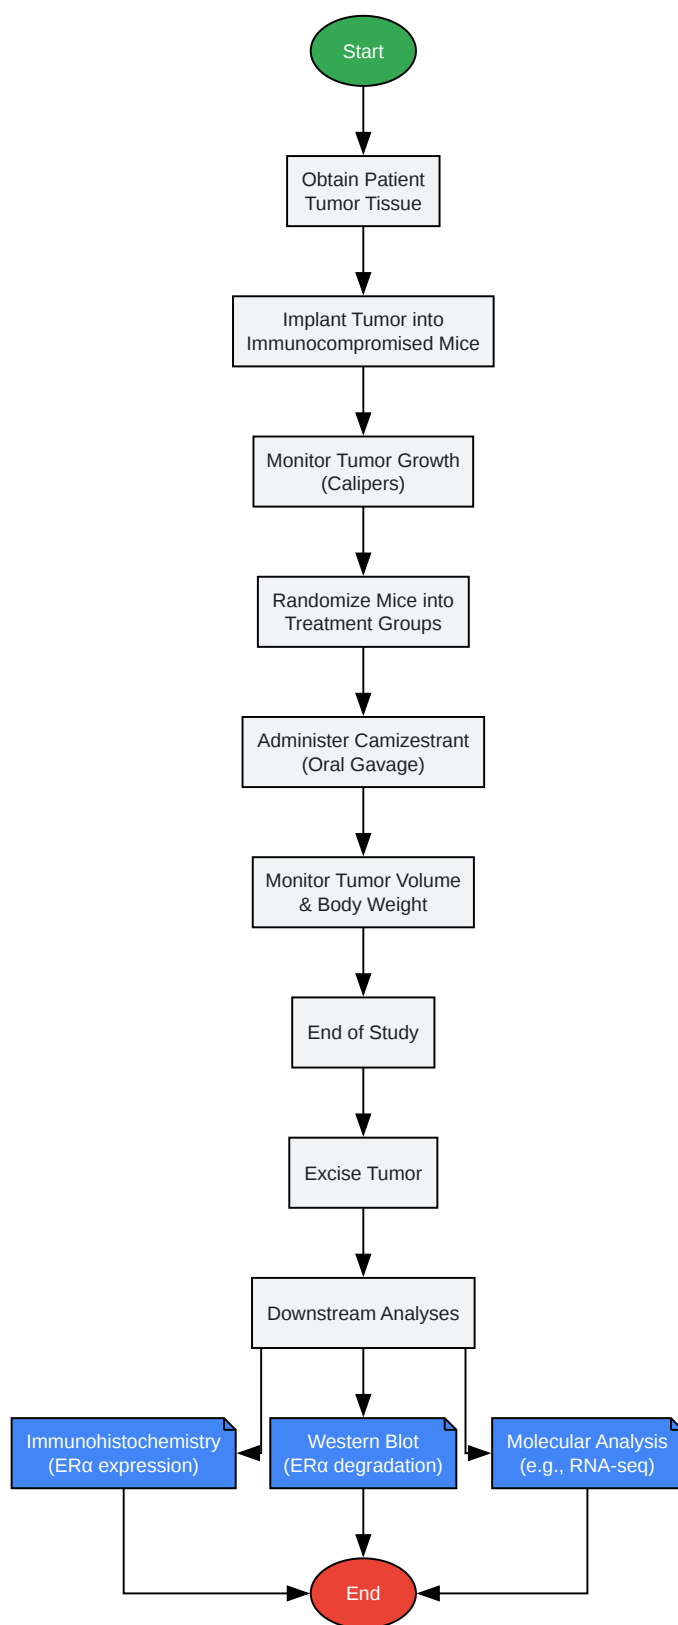 Start
Obtain Patient
Tumor Tissue
Implant Tumor into
Immunocompromised Mice
Monitor Tumor Growth
(Calipers)
Randomize Mice into
Treatment Groups
Administer Camizestrant
(Oral Gavage)
Monitor Tumor Volume
& Body Weight
End of Study
Excise Tumor
Downstream Analyses
Immunohistochemistry
(ERα expression)
Western Blot
(ERα degradation)
Molecular Analysis
(e.g., RNA-seq)
End